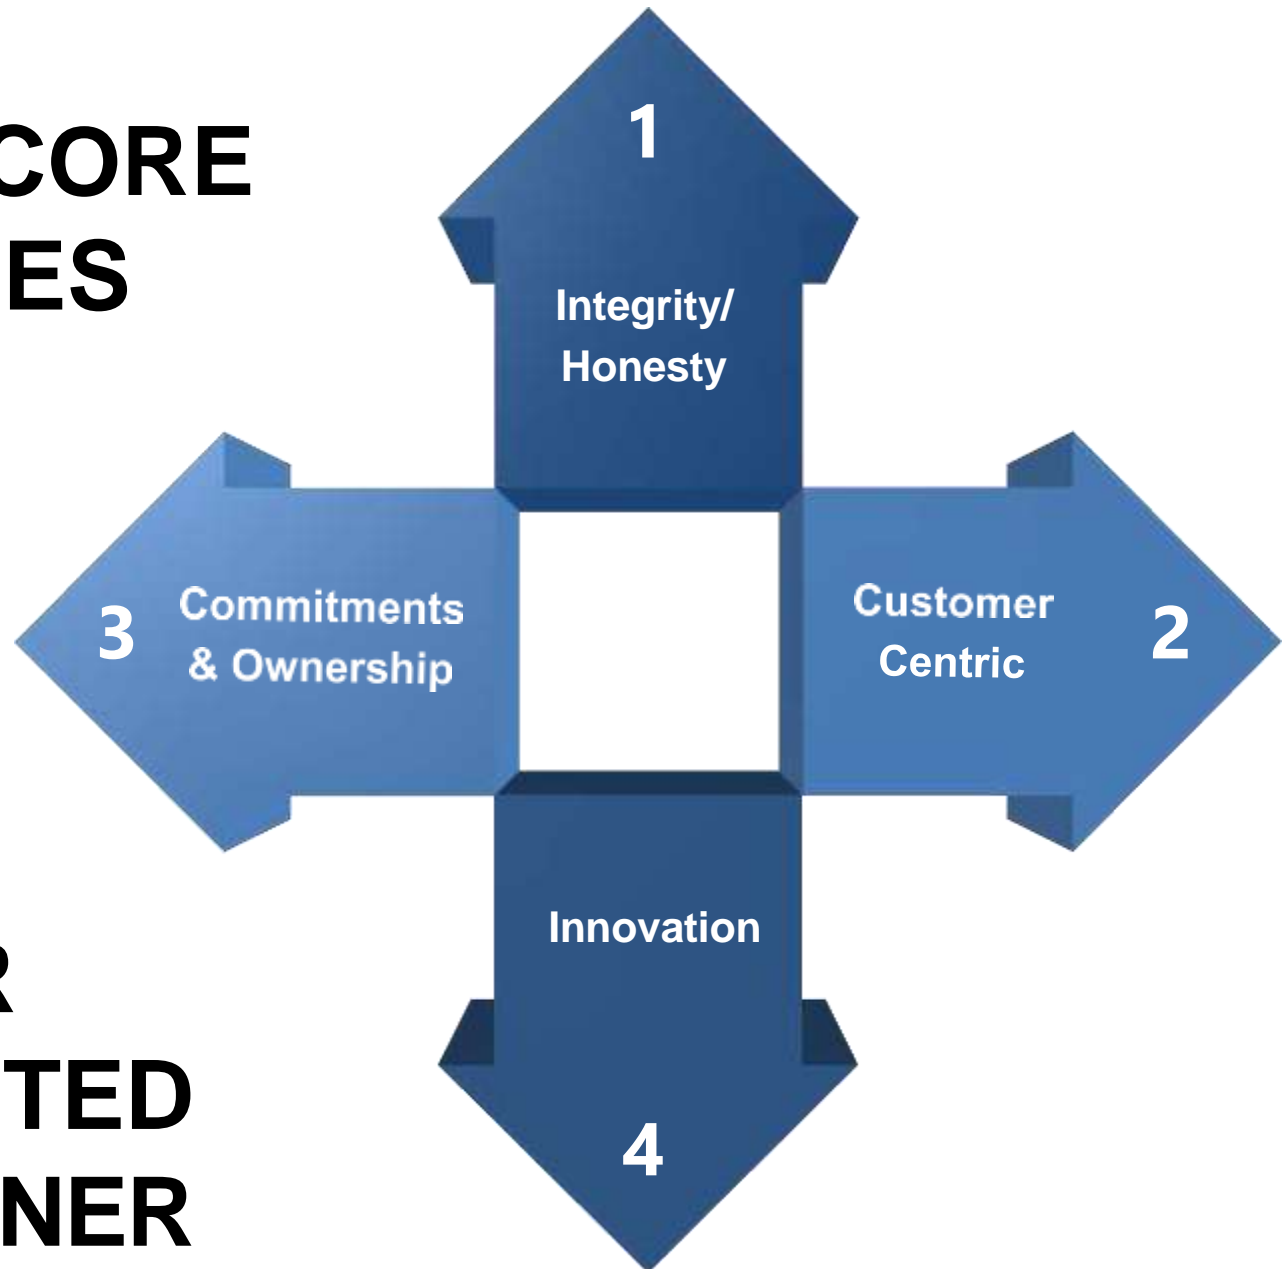 CORE
ES
1
Integrity/
Honesty
3
Commitments
& Ownership
Customer
Centric
2
Innovation
4
R
TED
NER